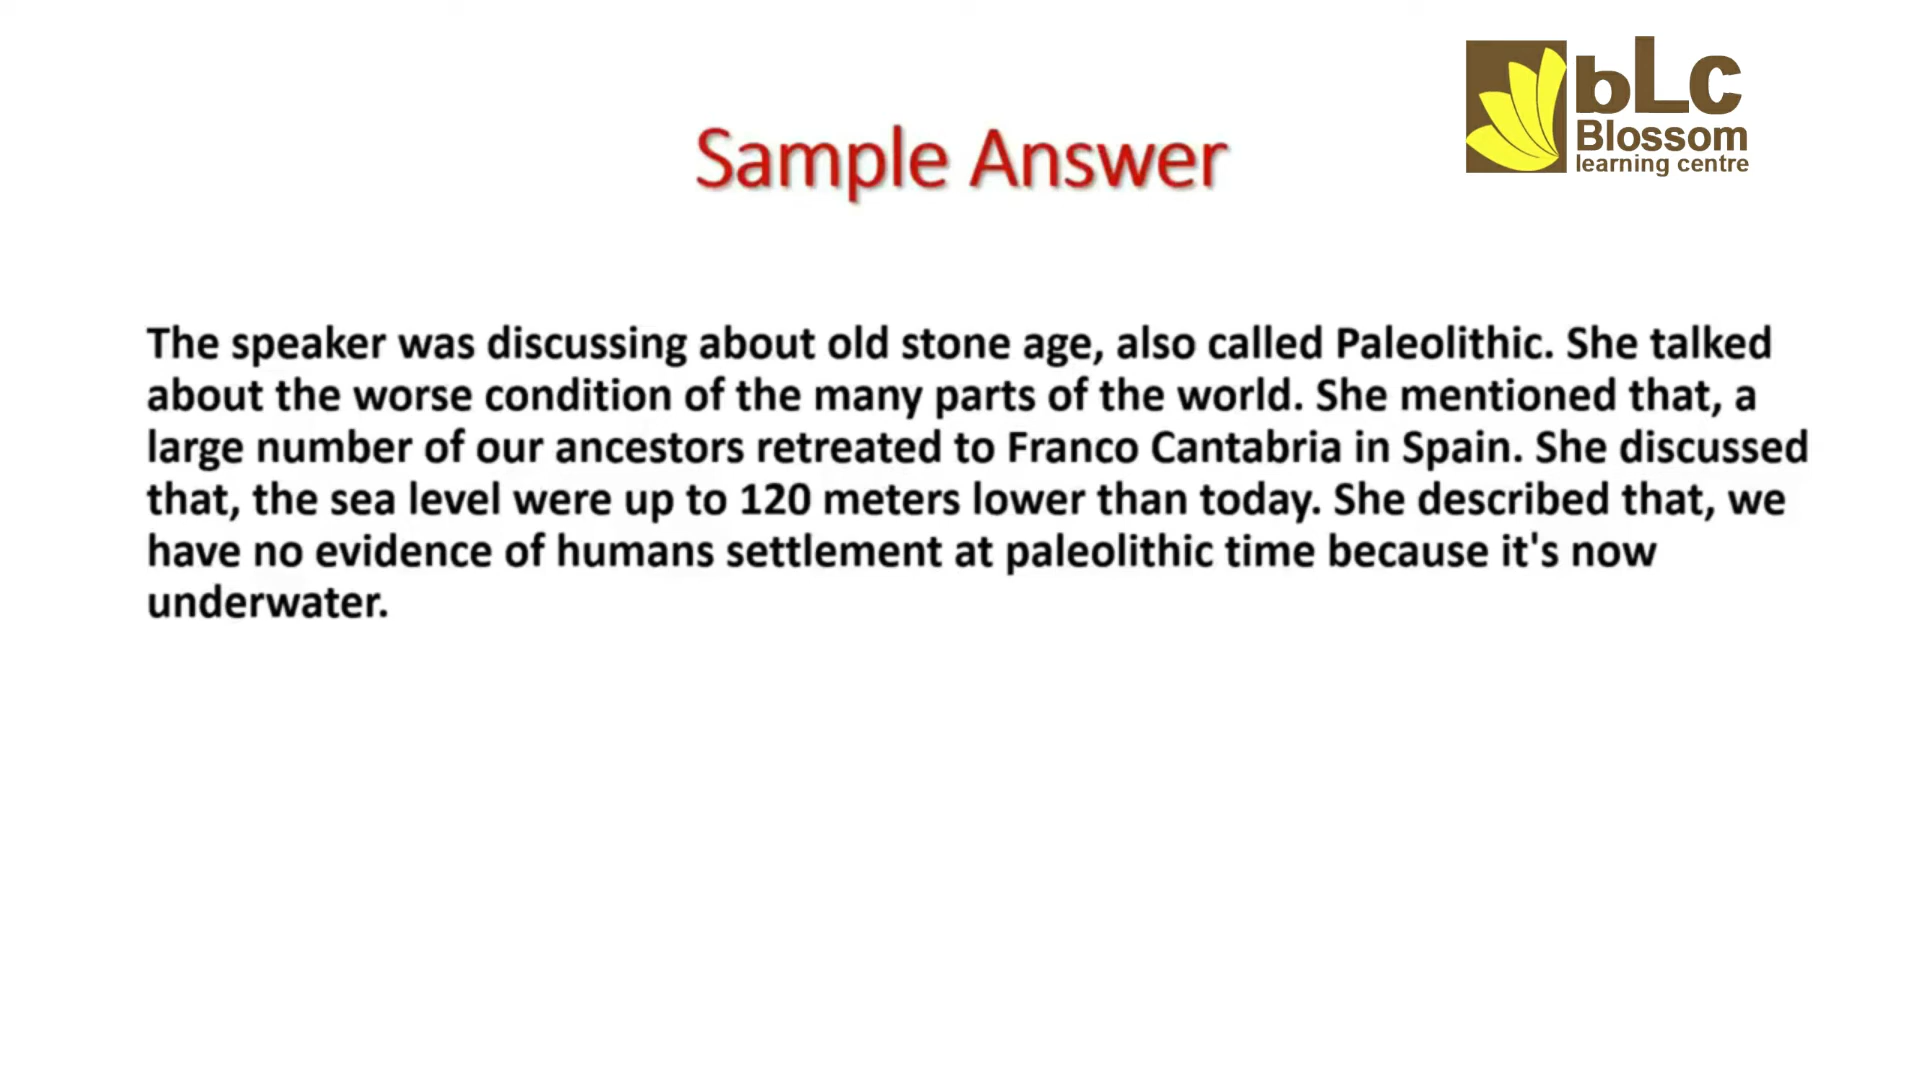 bLc
Blossom
learning centre
Sample Answer
The speaker was discussing about old stone age, also called Paleolithic. She talked
about the worse condition of the many parts of the world. She mentioned that, a
large number of our ancestors retreated to Franco Cantabria in Spain. She discussed
that, the sea level were up to 120 meters lower than today. She described that, we
have no evidence of humans settlement at paleolithic time because it's now
underwater.